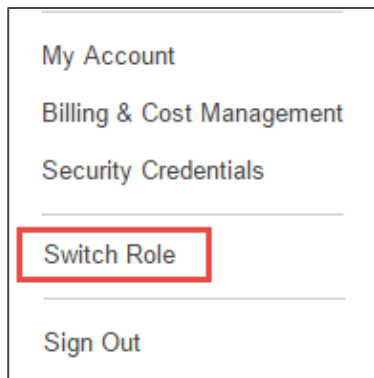 My Account
Billing & Cost Management
Security Credentials
Switch Role
Sign Out